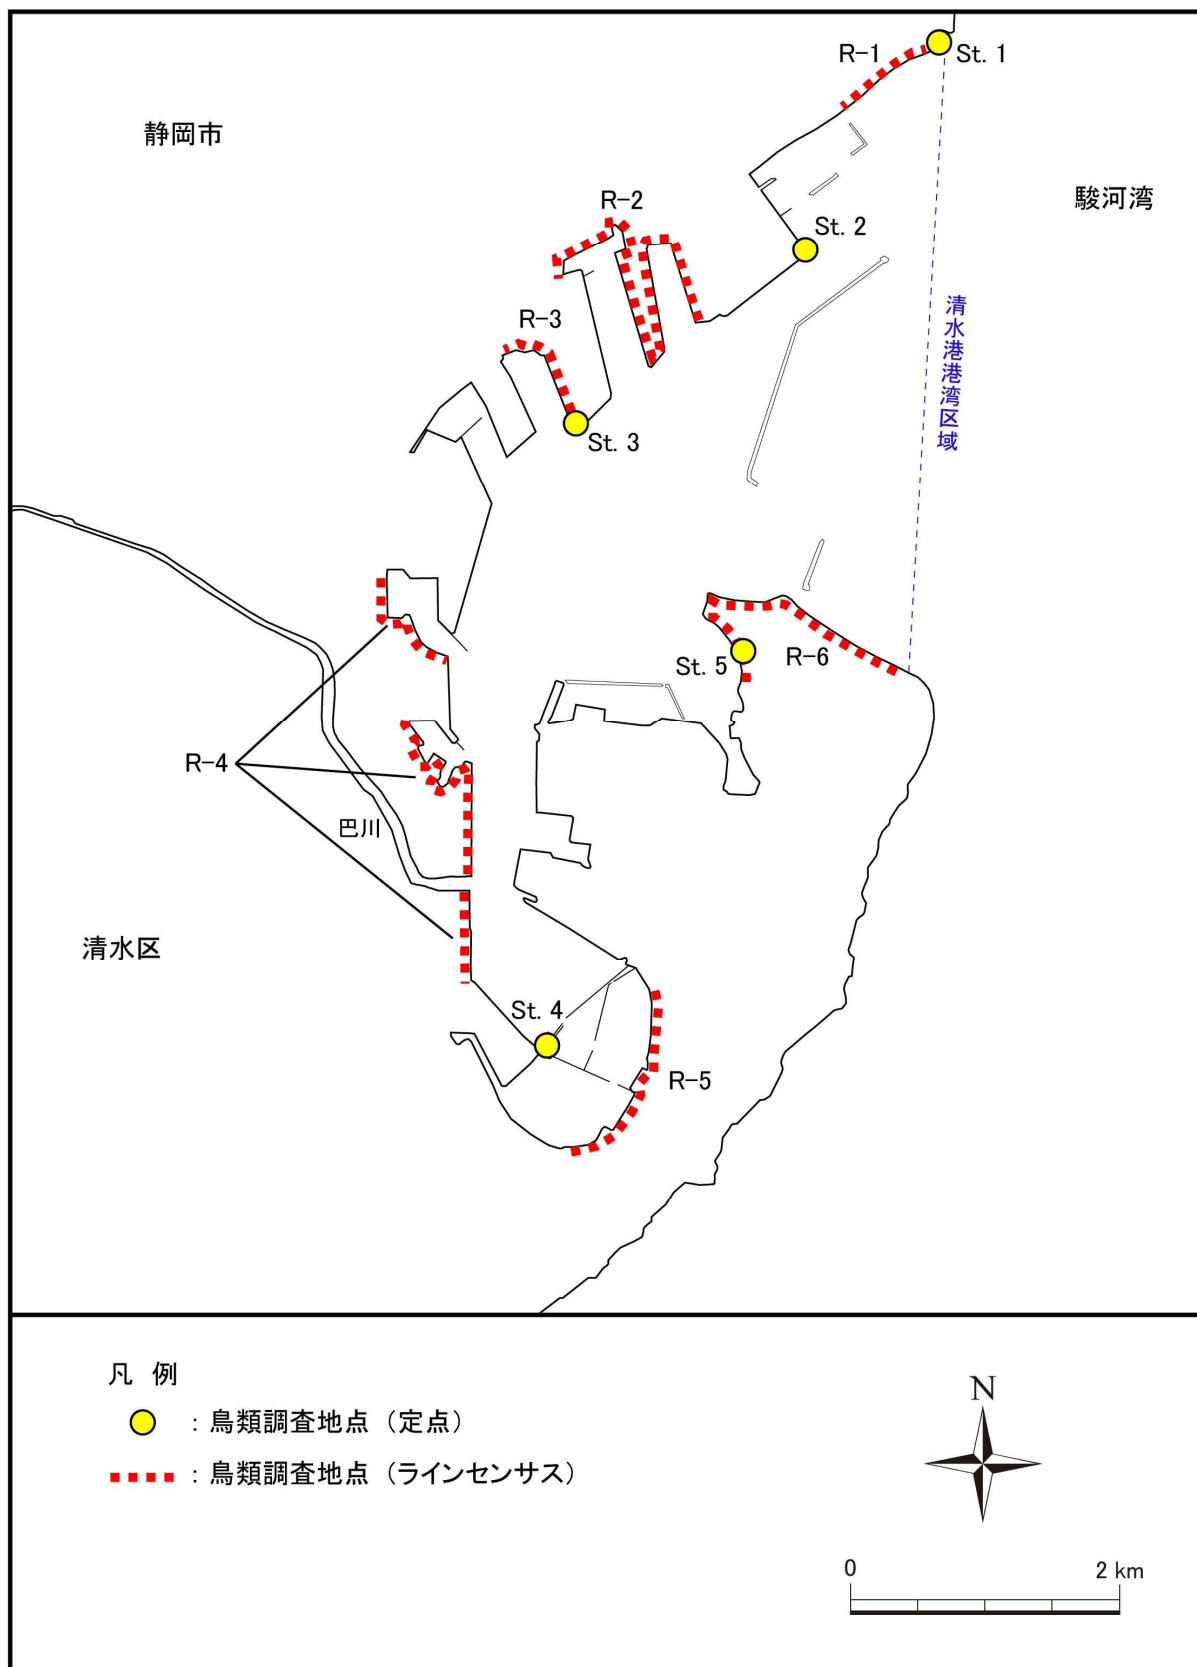 R-1
St. 1
静岡市
駿河湾
R-2
St. 2
清水港港湾区域
R-3
St. 3
St. 5
R-6
R-4
巴川
清水区
St. 4
R-5
凡 例
：鳥類調査地点（定点）
：鳥類調査地点（ラインセンサス）
N
0
2 km